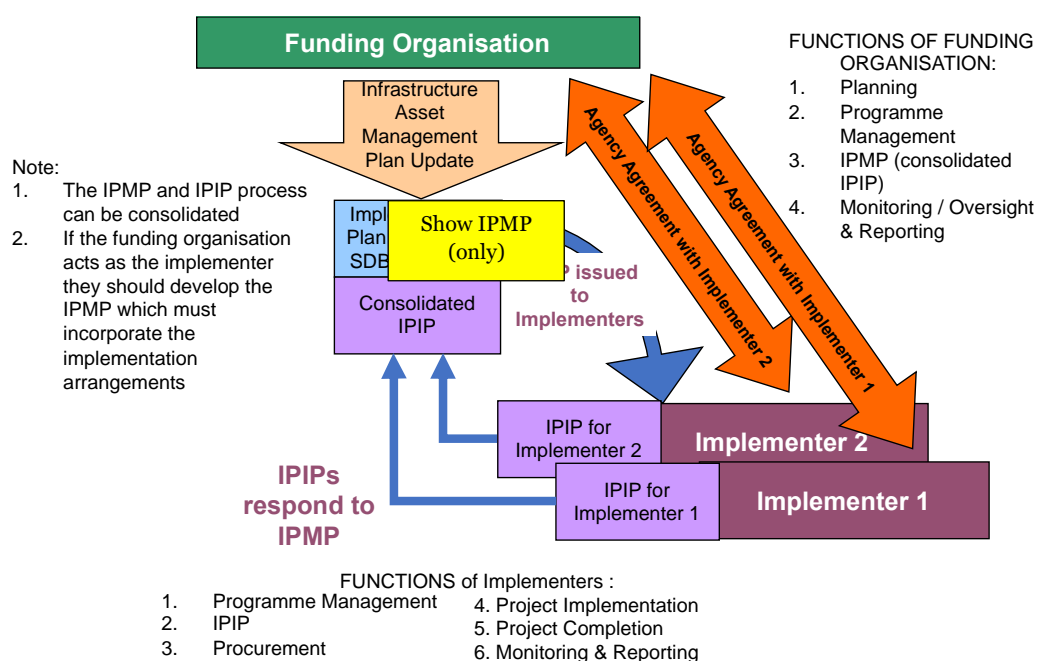 Funding Organisation
Infrastructure
Asset
Management
Plan Update
Agency Agreement with Implementer 2
Agency Agreement with Implementer 1
FUNCTIONS OF FUNDING
ORGANISATION:
1. Planning
2. Programme
Management
3. IPMP (consolidated
IPIP)
4. Monitoring / Oversight
& Reporting
Note:
1. The IPMP and IPIP process
can be consolidated
2. If the funding organisation
acts as the implementer
they should develop the
IPMP which must
incorporate the
implementation
arrangements
Plan
Show IPMP
(only)
issued
to
Implementers
Consolidated
IPIP
IPIP for
Implementer 2
Implementer 2
IPIP for
Implementer 1
Implementer 1
IPIPs
respond to
IPMP
FUNCTIONS of Implementers :
1. Programme Management
2. IPIP
3. Procurement
4. Project Implementation
5. Project Completion
6. Monitoring & Reporting